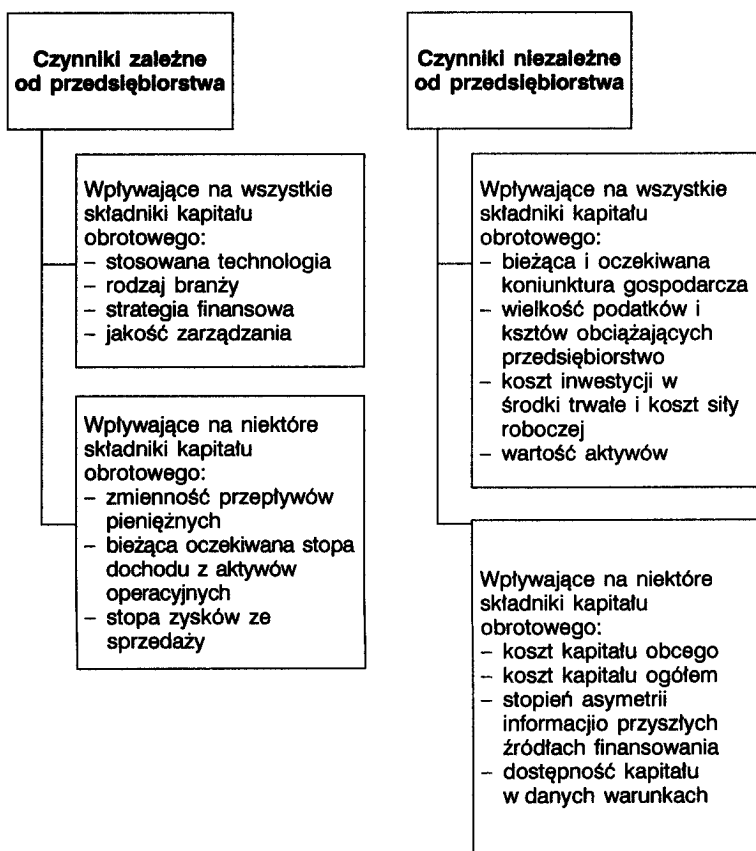 Czynniki zależne
od przedsiębiorstwa
Wpływające na wszystkie
składniki kapitału
obrotowego:
– stosowana technologia
– rodzaj branży
– strategia finansowa
– jakość zarządzania
Wpływające na niektóre
składniki kapitału
obrotowego:
– zmienność przepływów
pieniężnych
– bieżąca oczekiwana stopa
dochodu z aktywów
operacyjnych
– stopa zysków ze
sprzedaży
Czynniki niezależne
od przedsiębiorstwa
Wpływające na wszystkie
składniki kapitału
obrotowego:
– bieżąca i oczekiwana
koniunktura gospodarcza
– wielkość podatków i
ksztów obciążających
przedsiębiorstwo
– koszt inwestycji w
środki trwałe i koszt siły
roboczej
– wartość aktywów
Wpływające na niektóre
składniki kapitału
obrotowego:
– koszt kapitału obcego
– koszt kapitału ogółem
– stopień asymetrii
informacjio przyszłych
źródłach finansowania
– dostępność kapitału
w danych warunkach